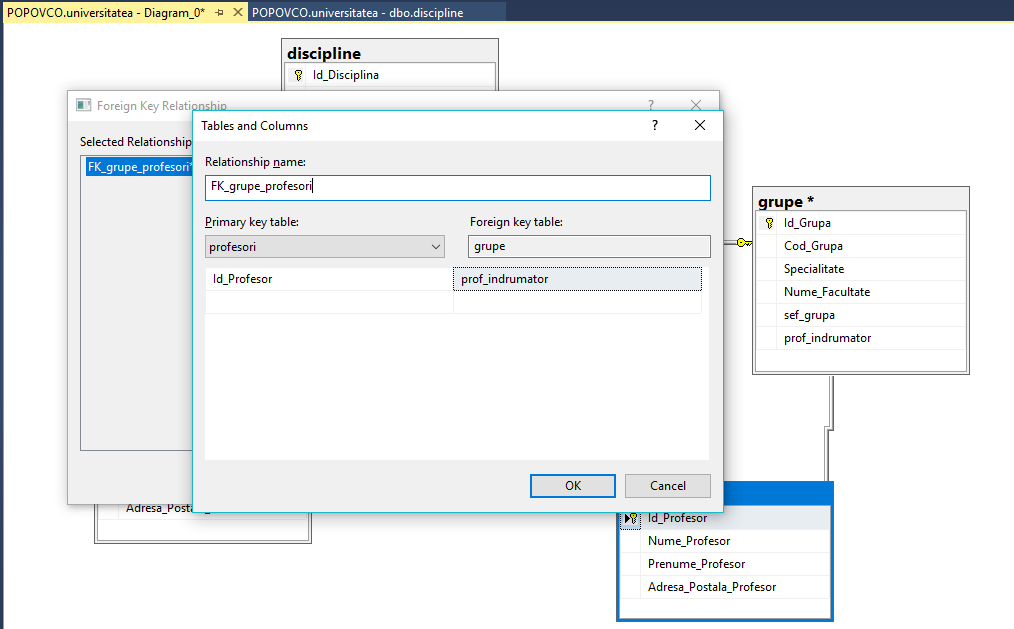 POPOVCO.universitatea - Diagram_0*
POPOVCO.universitatea - dbo.discipline
discipline
Id_Disciplina
Foreign Key Relationship
?
Selected Relationship
FK_grupe_profesori*
Tables and Columns
?
Relationship name:
FK_grupe_profesori
Primary key table:
Foreign key table:
profesori
grupe
Id_Profesor
prof_indrumator
OK
Cancel
grupe *
Id_Grupa
Cod_Grupa
Specialitate
Nume_Facultate
sef_grupa
prof_indrumator
Adresa_Posta
Id_Profesor
Nume_Profesor
Prenume_Profesor
Adresa_Postala_Profesor